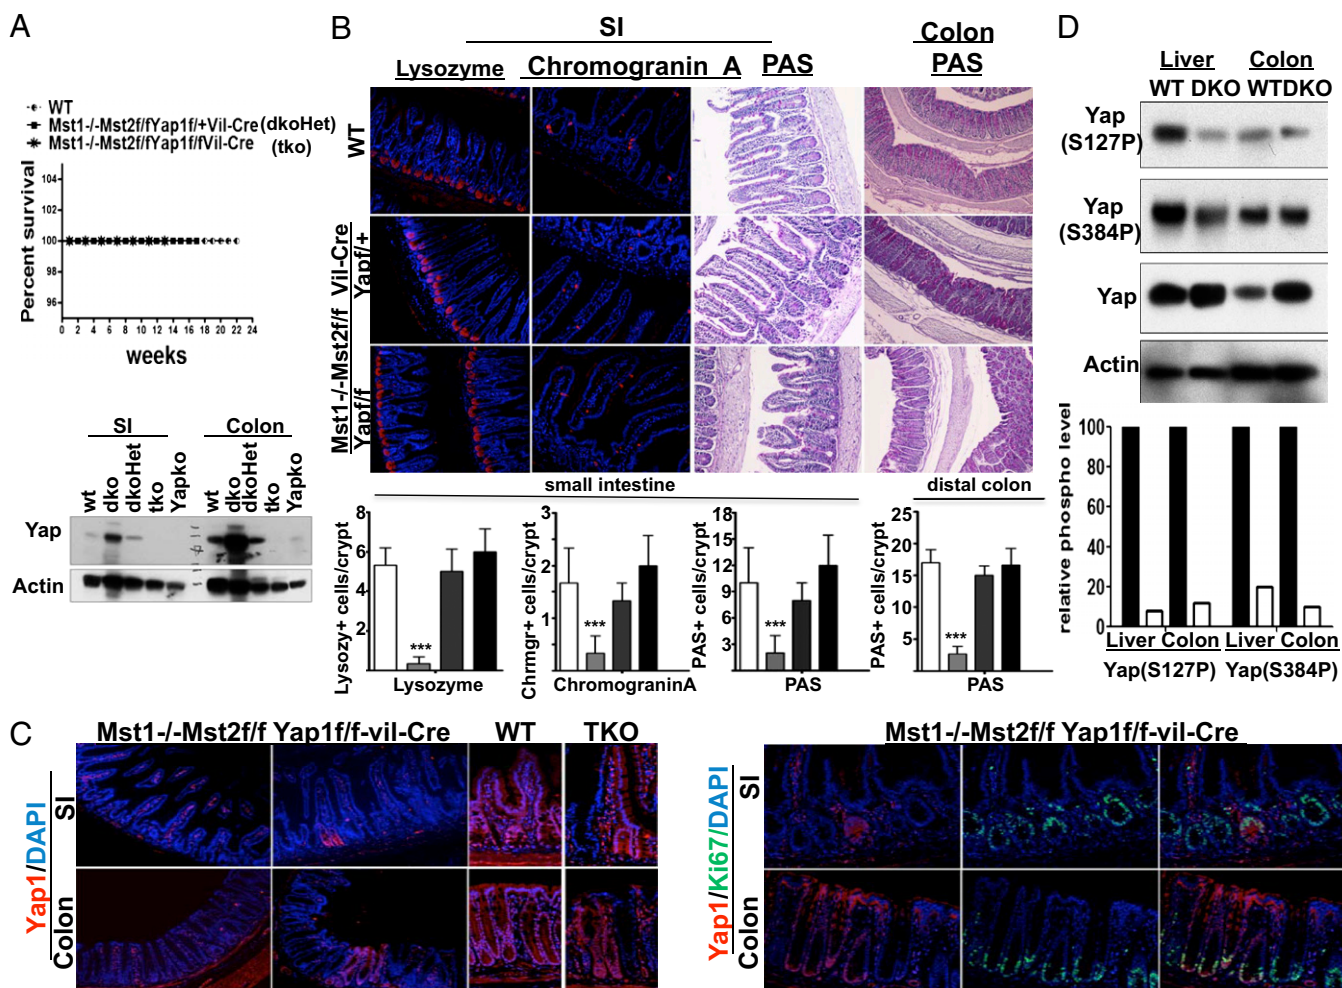 A
WT
Mst1-/-Mst2f/fYap1f/+Vil-Cre (dkoHet)
Mst1-/-Mst2f/fYap1f/fVil-Cre (tko)
Percent survival
104
102
100
98
96
0 2 4 6 8 10 12 14 16 18 20 22 24
weeks
SI Colon
wt dko dkoHet tko Yapko wt dko dkoHet tko Yapko
Yap
Actin
B
SI Colon
Lysozyme Chromogranin A PAS PAS
WT
Mst1-/-Mst2f/f Vil-Cre
Yapf/+
Yapf/f
small intestine distal colon
Lysozy+ cells/crypt
8
6
4
2
***
Lysozyme
Chrmgr+ cells/crypt
3
2
1
0
***
ChromograninA
PAS+ cells/crypt
18
15
12
9
6
3
***
PAS
PAS+ cells/crypt
25
20
15
10
5
***
PAS
C
Mst1-/-Mst2f/f Yap1f/f-vil-Cre WT TKO
Yap1/DAPI
SI
Colon
Mst1-/-Mst2f/f Yap1f/f-vil-Cre
Yap1/Ki67/DAPI
SI
Colon
D
Liver Colon
WT DKO WTDKO
Yap
(S127P)
Yap
(S384P)
Yap
Actin
relative phospho level
100
80
60
40
20
0
Liver Colon Liver Colon
Yap(S127P) Yap(S384P)